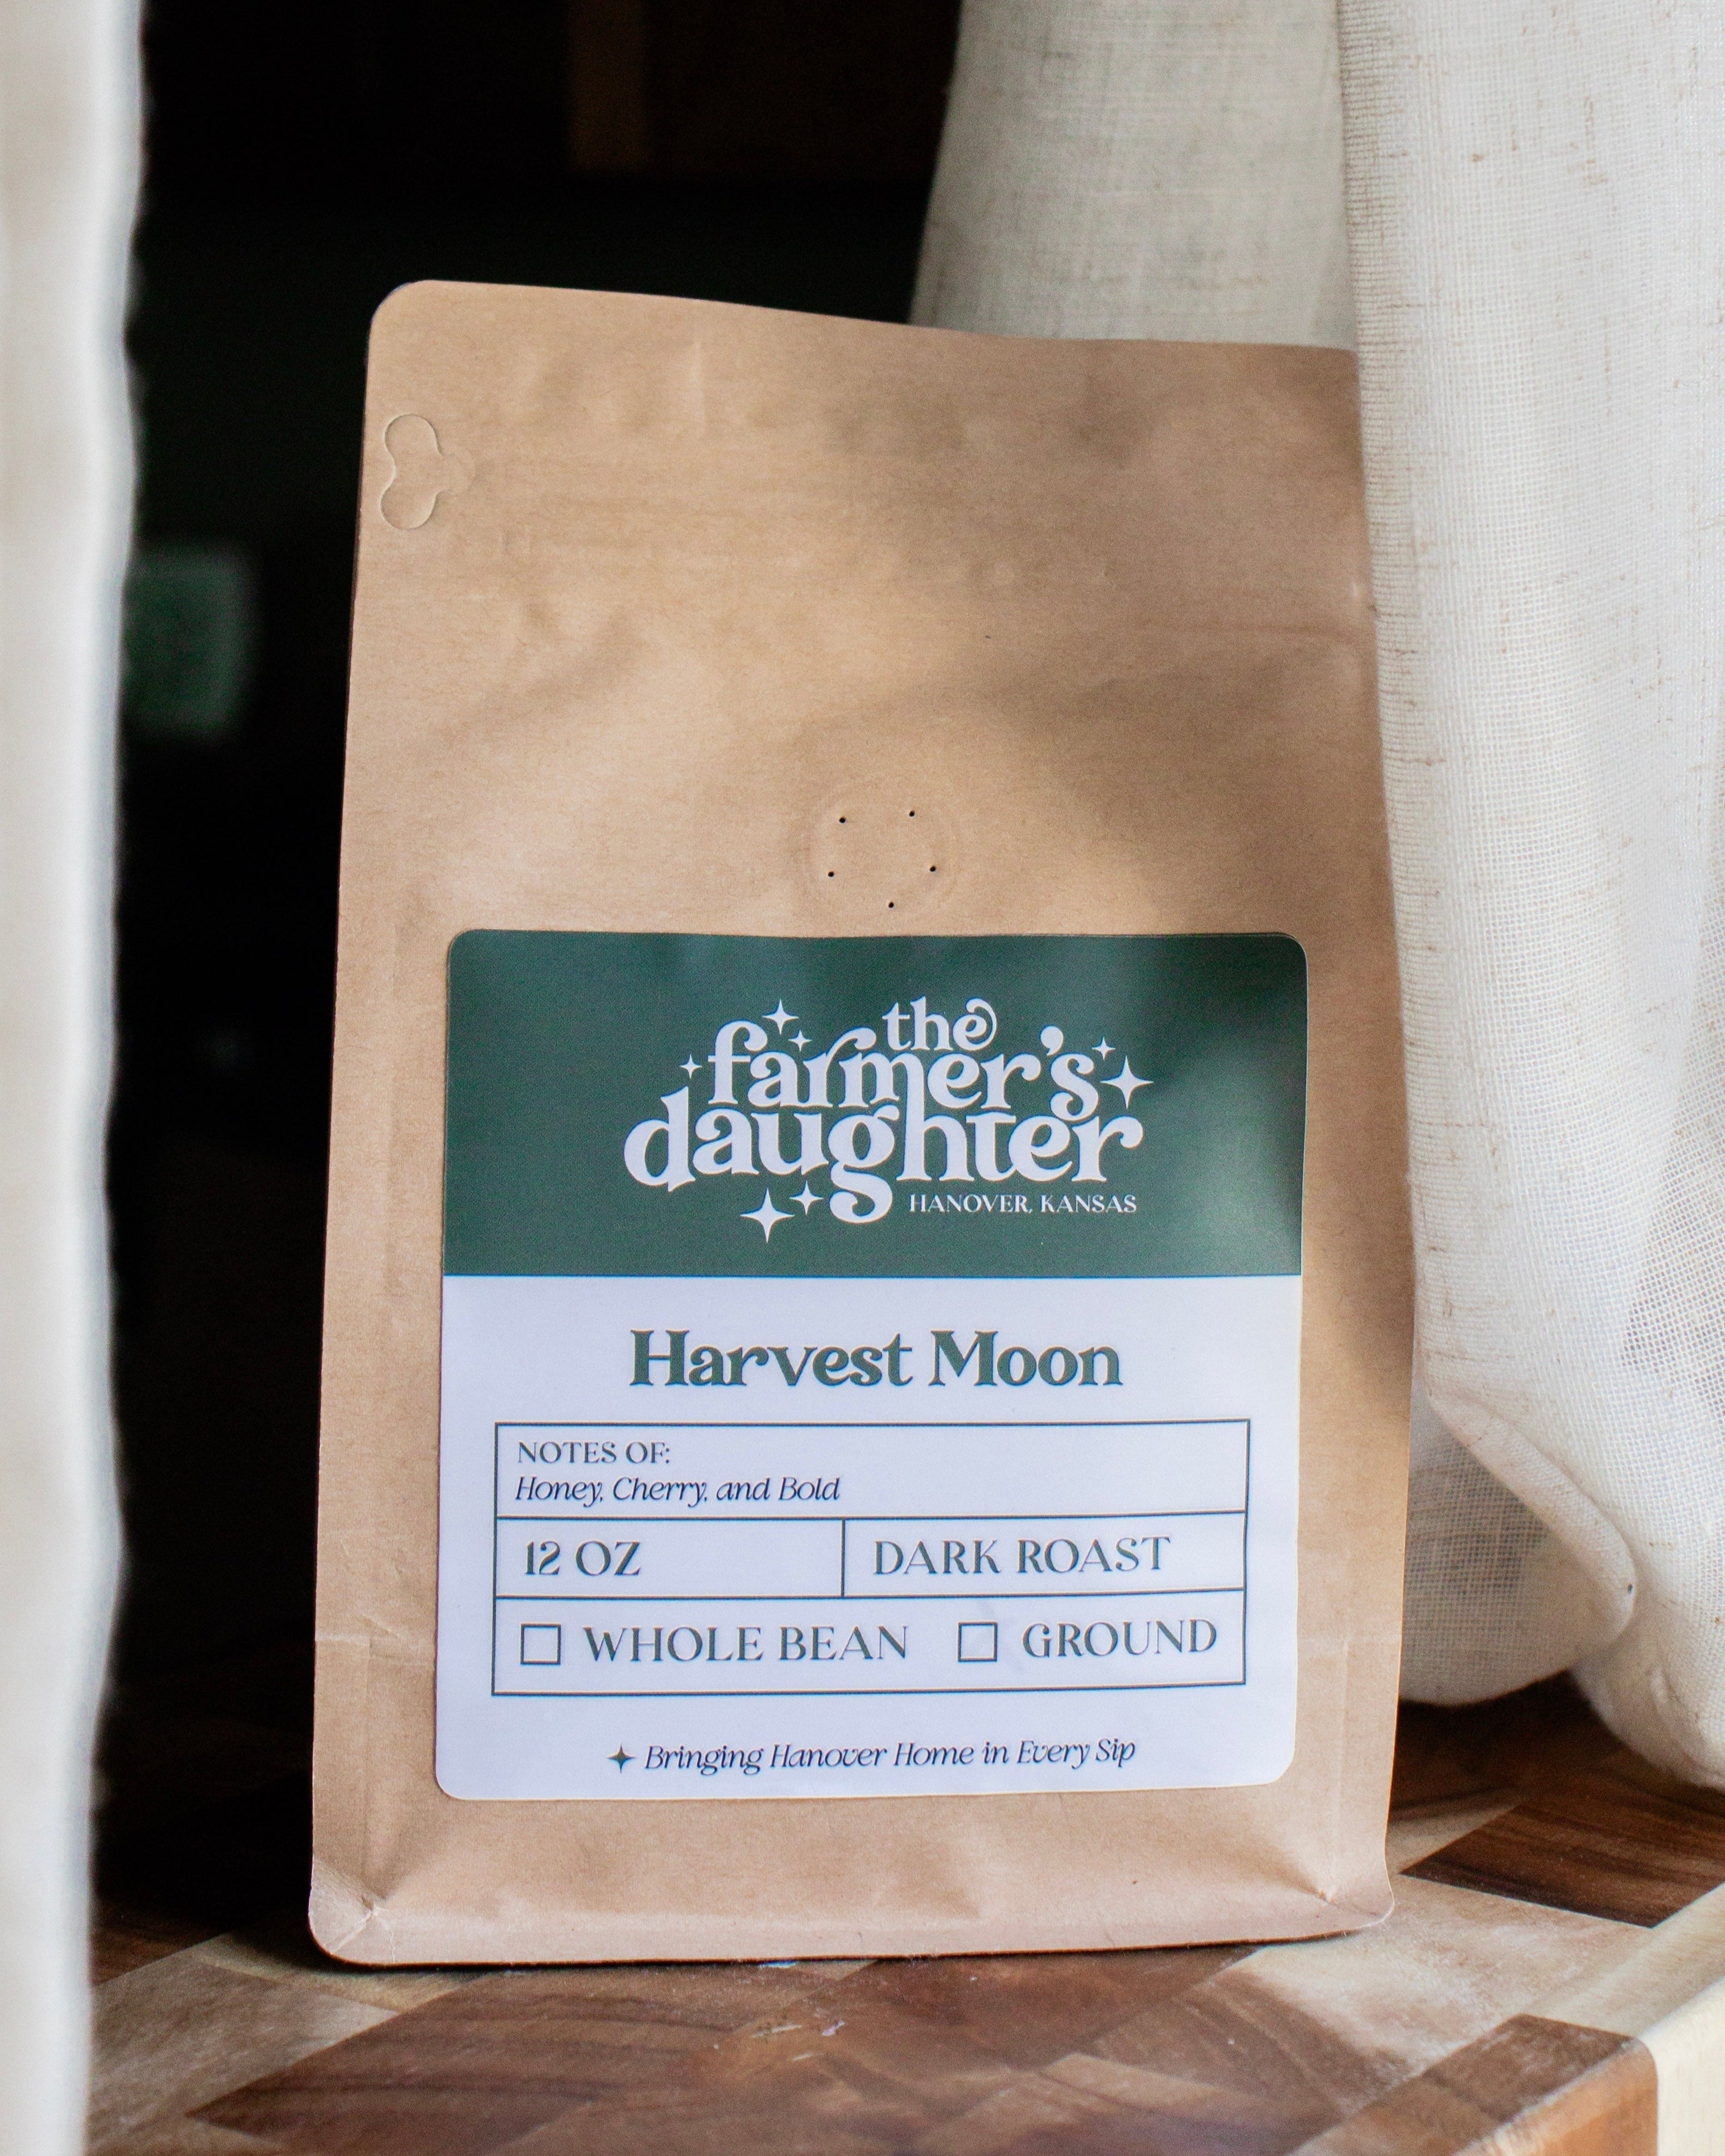 the
farmer's
daughter
HANOVER, KANSAS
Harvest Moon
NOTES OF:
Honey, Cherry, and Bold
12 OZ
DARK ROAST
WHOLE BEAN
GROUND
Bringing Hanover Home in Every Sip